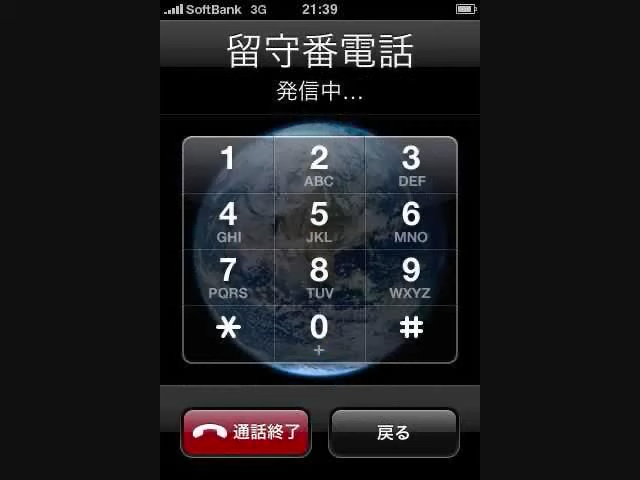 SoftBank 3G 21:39
留守番電話
発信中...
1 2 3
ABC DEF
4 5 6
GHI JKL MNO
7 8 9
PQRS TUV WXYZ
* 0 #
+
通話終了 戻る